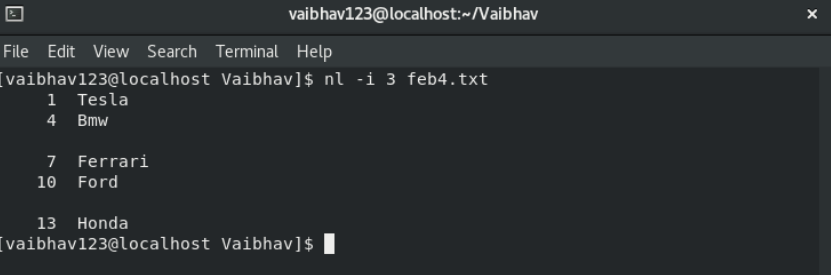 vaibhav123@localhost:~/Vaibhav
File Edit View Search Terminal Help
[vaibhav123@localhost Vaibhav]$ nl -i 3 feb4.txt
1 Tesla
4 Bmw
7 Ferrari
10 Ford
13 Honda
[vaibhav123@localhost Vaibhav]$